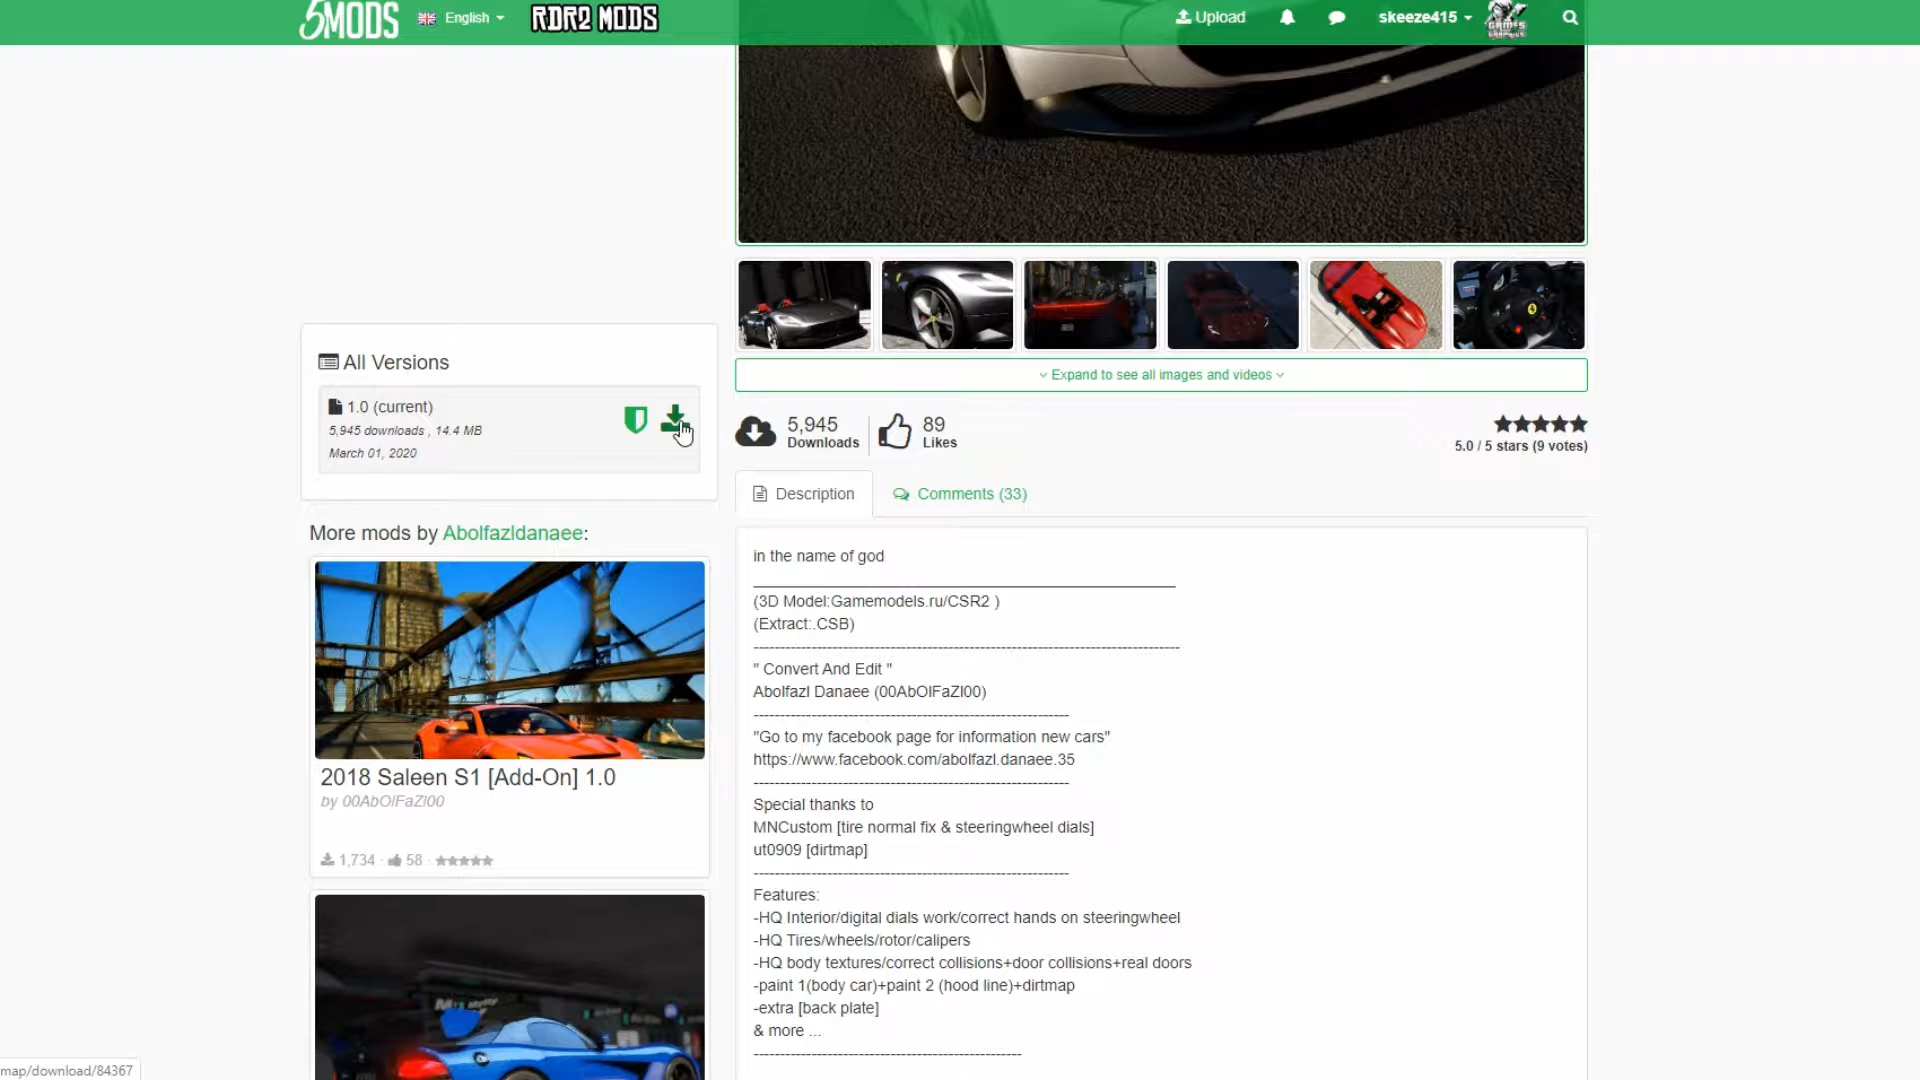 5MODS
English
RDR2 MODS
Upload
skeeze415
GAMES
GRAPHICS
Expand to see all images and videos
All Versions
1.0 (current)
5,945 downloads , 14.4 MB
March 01, 2020
5,945
Downloads
89
Likes
5.0 / 5 stars (9 votes)
Description
Comments (33)
More mods by Abolfazldanaee:
2018 Saleen S1 [Add-On] 1.0
by 00AbOlFaZl00
1,734 · 58 ·
in the name of god
(3D Model:Gamemodels.ru/CSR2 )
(Extract:.CSB)
" Convert And Edit "
Abolfazl Danaee (00AbOlFaZl00)
"Go to my facebook page for information new cars"
https://www.facebook.com/abolfazl.danaee.35
Special thanks to
MNCustom [tire normal fix & steeringwheel dials]
ut0909 [dirtmap]
Features:
-HQ Interior/digital dials work/correct hands on steeringwheel
-HQ Tires/wheels/rotor/calipers
-HQ body textures/correct collisions+door collisions+real doors
-paint 1(body car)+paint 2 (hood line)+dirtmap
-extra [back plate]
& more ...
map/download/84367